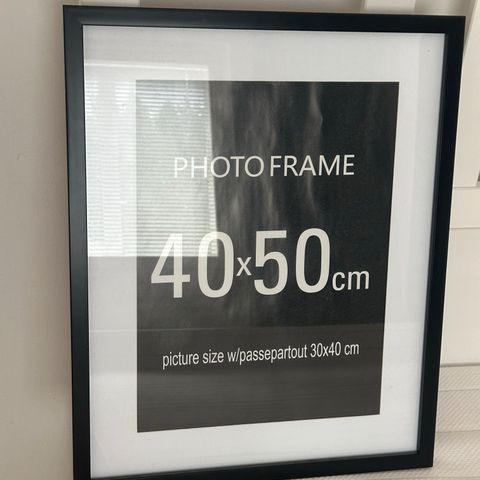 PHOTO FRAME
40x50cm
picture size w/passepartout 30x40 cm